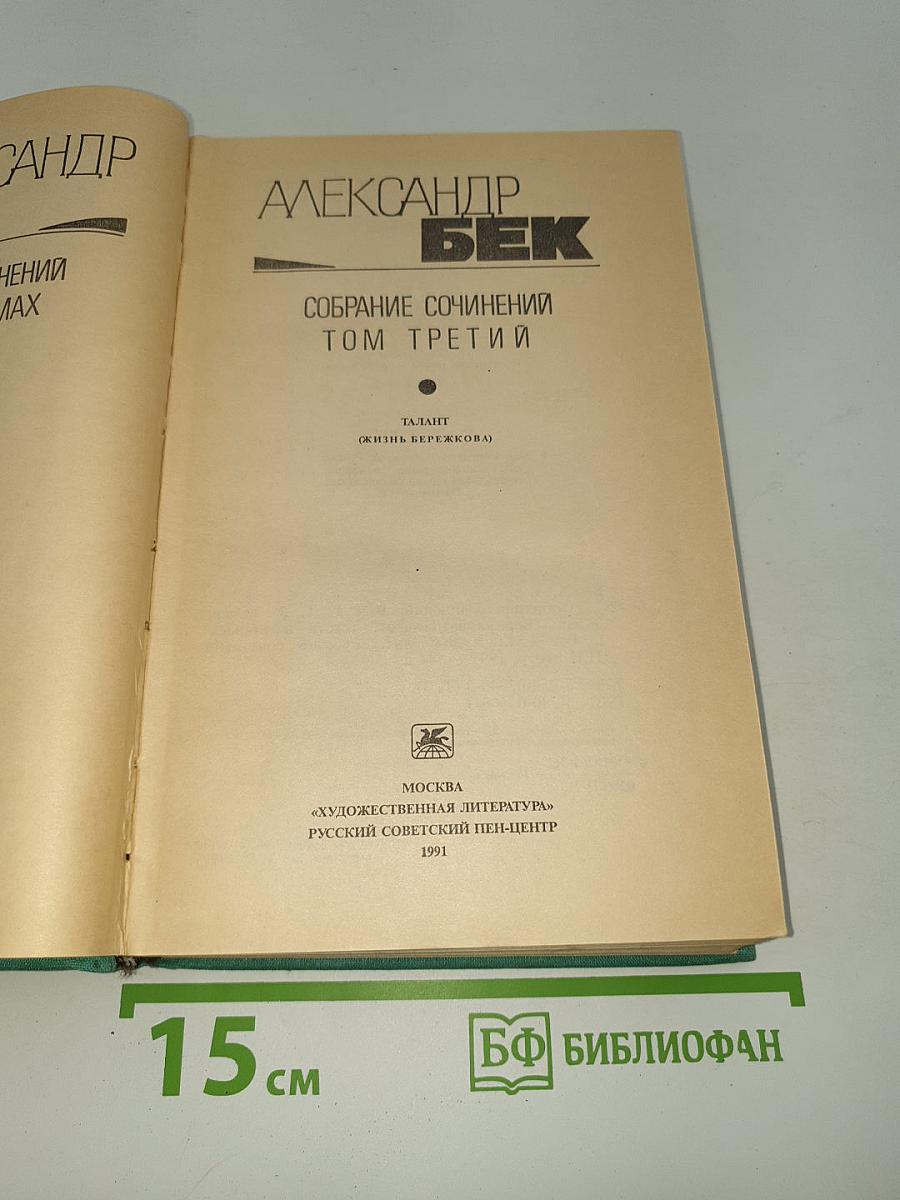 САНДР
НЕНИЙ
МАХ
АЛЕКСАНДР
БЕК
СОБРАНИЕ СОЧИНЕНИЙ
ТОМ ТРЕТИЙ
ТАЛАНТ
(ЖИЗНЬ БЕРЕЖКОВА)
МОСКВА
«ХУДОЖЕСТВЕННАЯ ЛИТЕРАТУРА»
РУССКИЙ СОВЕТСКИЙ ПЕН-ЦЕНТР
1991
15 см
БФ БИБЛИОФАН